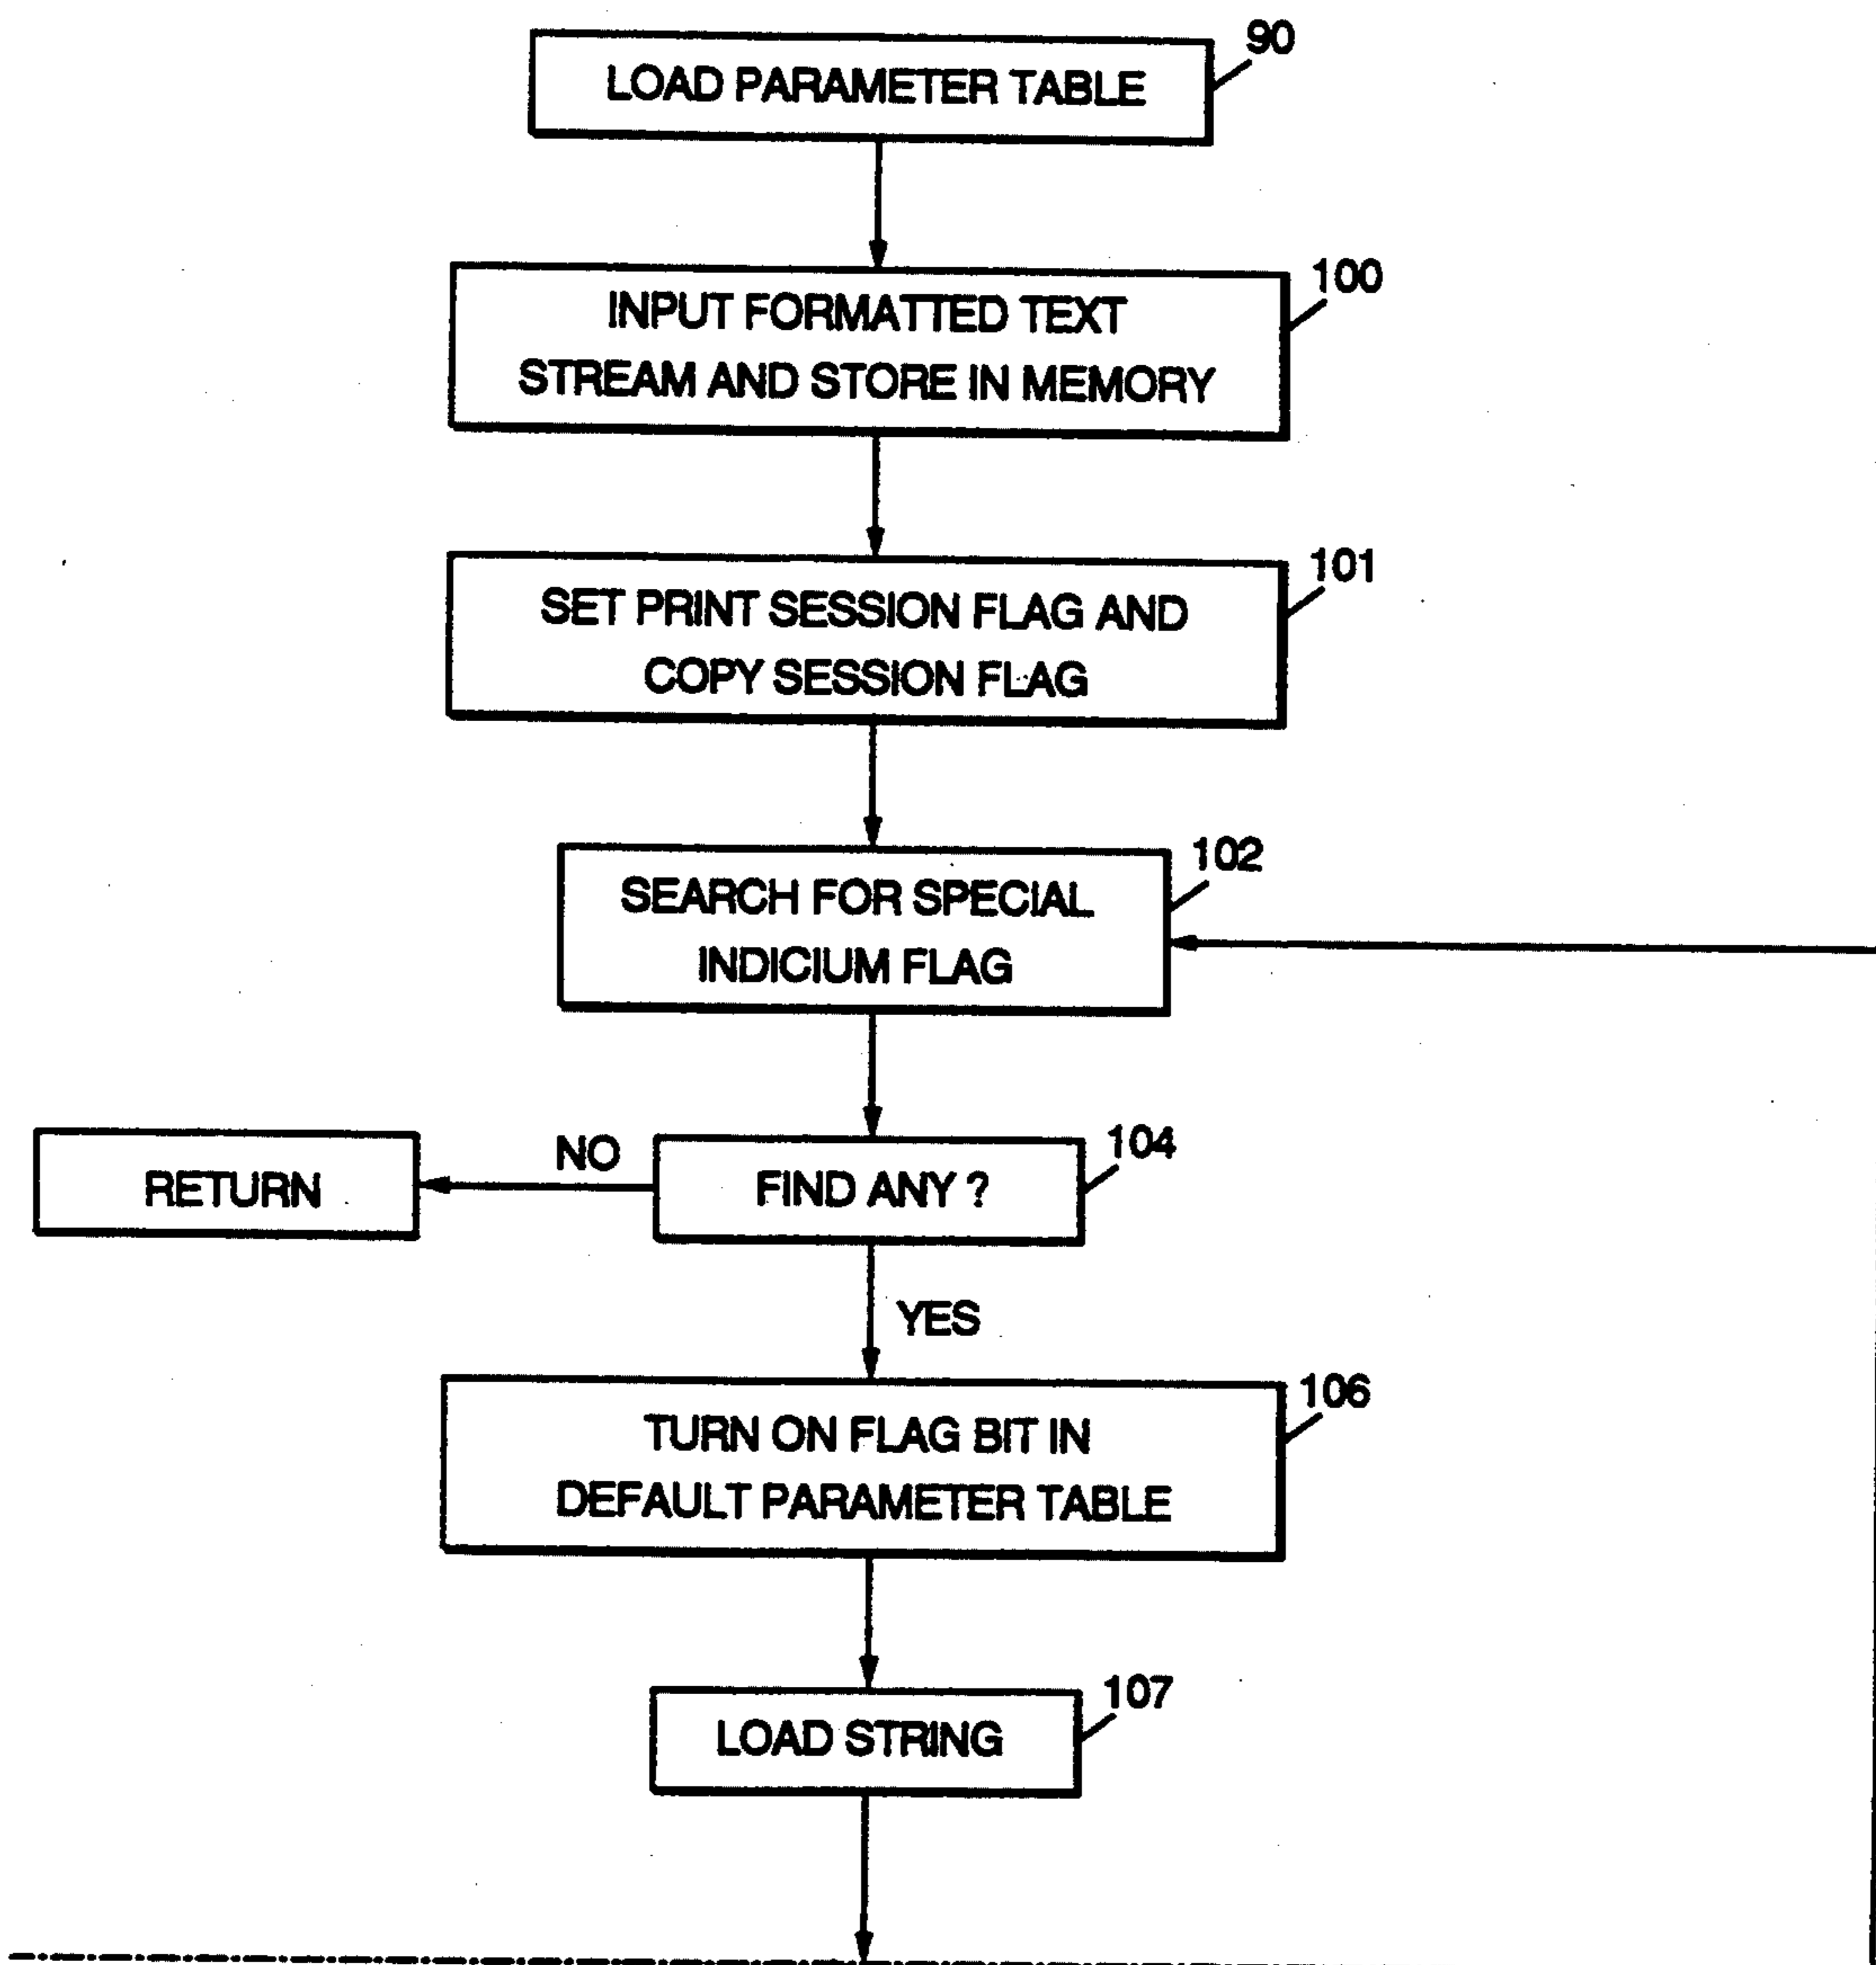 90
LOAD PARAMETER TABLE
100
INPUT FORMATTED TEXT
STREAM AND STORE IN MEMORY
101
SET PRINT SESSION FLAG AND
COPY SESSION FLAG
102
SEARCH FOR SPECIAL
INDICIUM FLAG
104
RETURN
NO
FIND ANY ?
YES
106
TURN ON FLAG BIT IN
DEFAULT PARAMETER TABLE
107
LOAD STRING